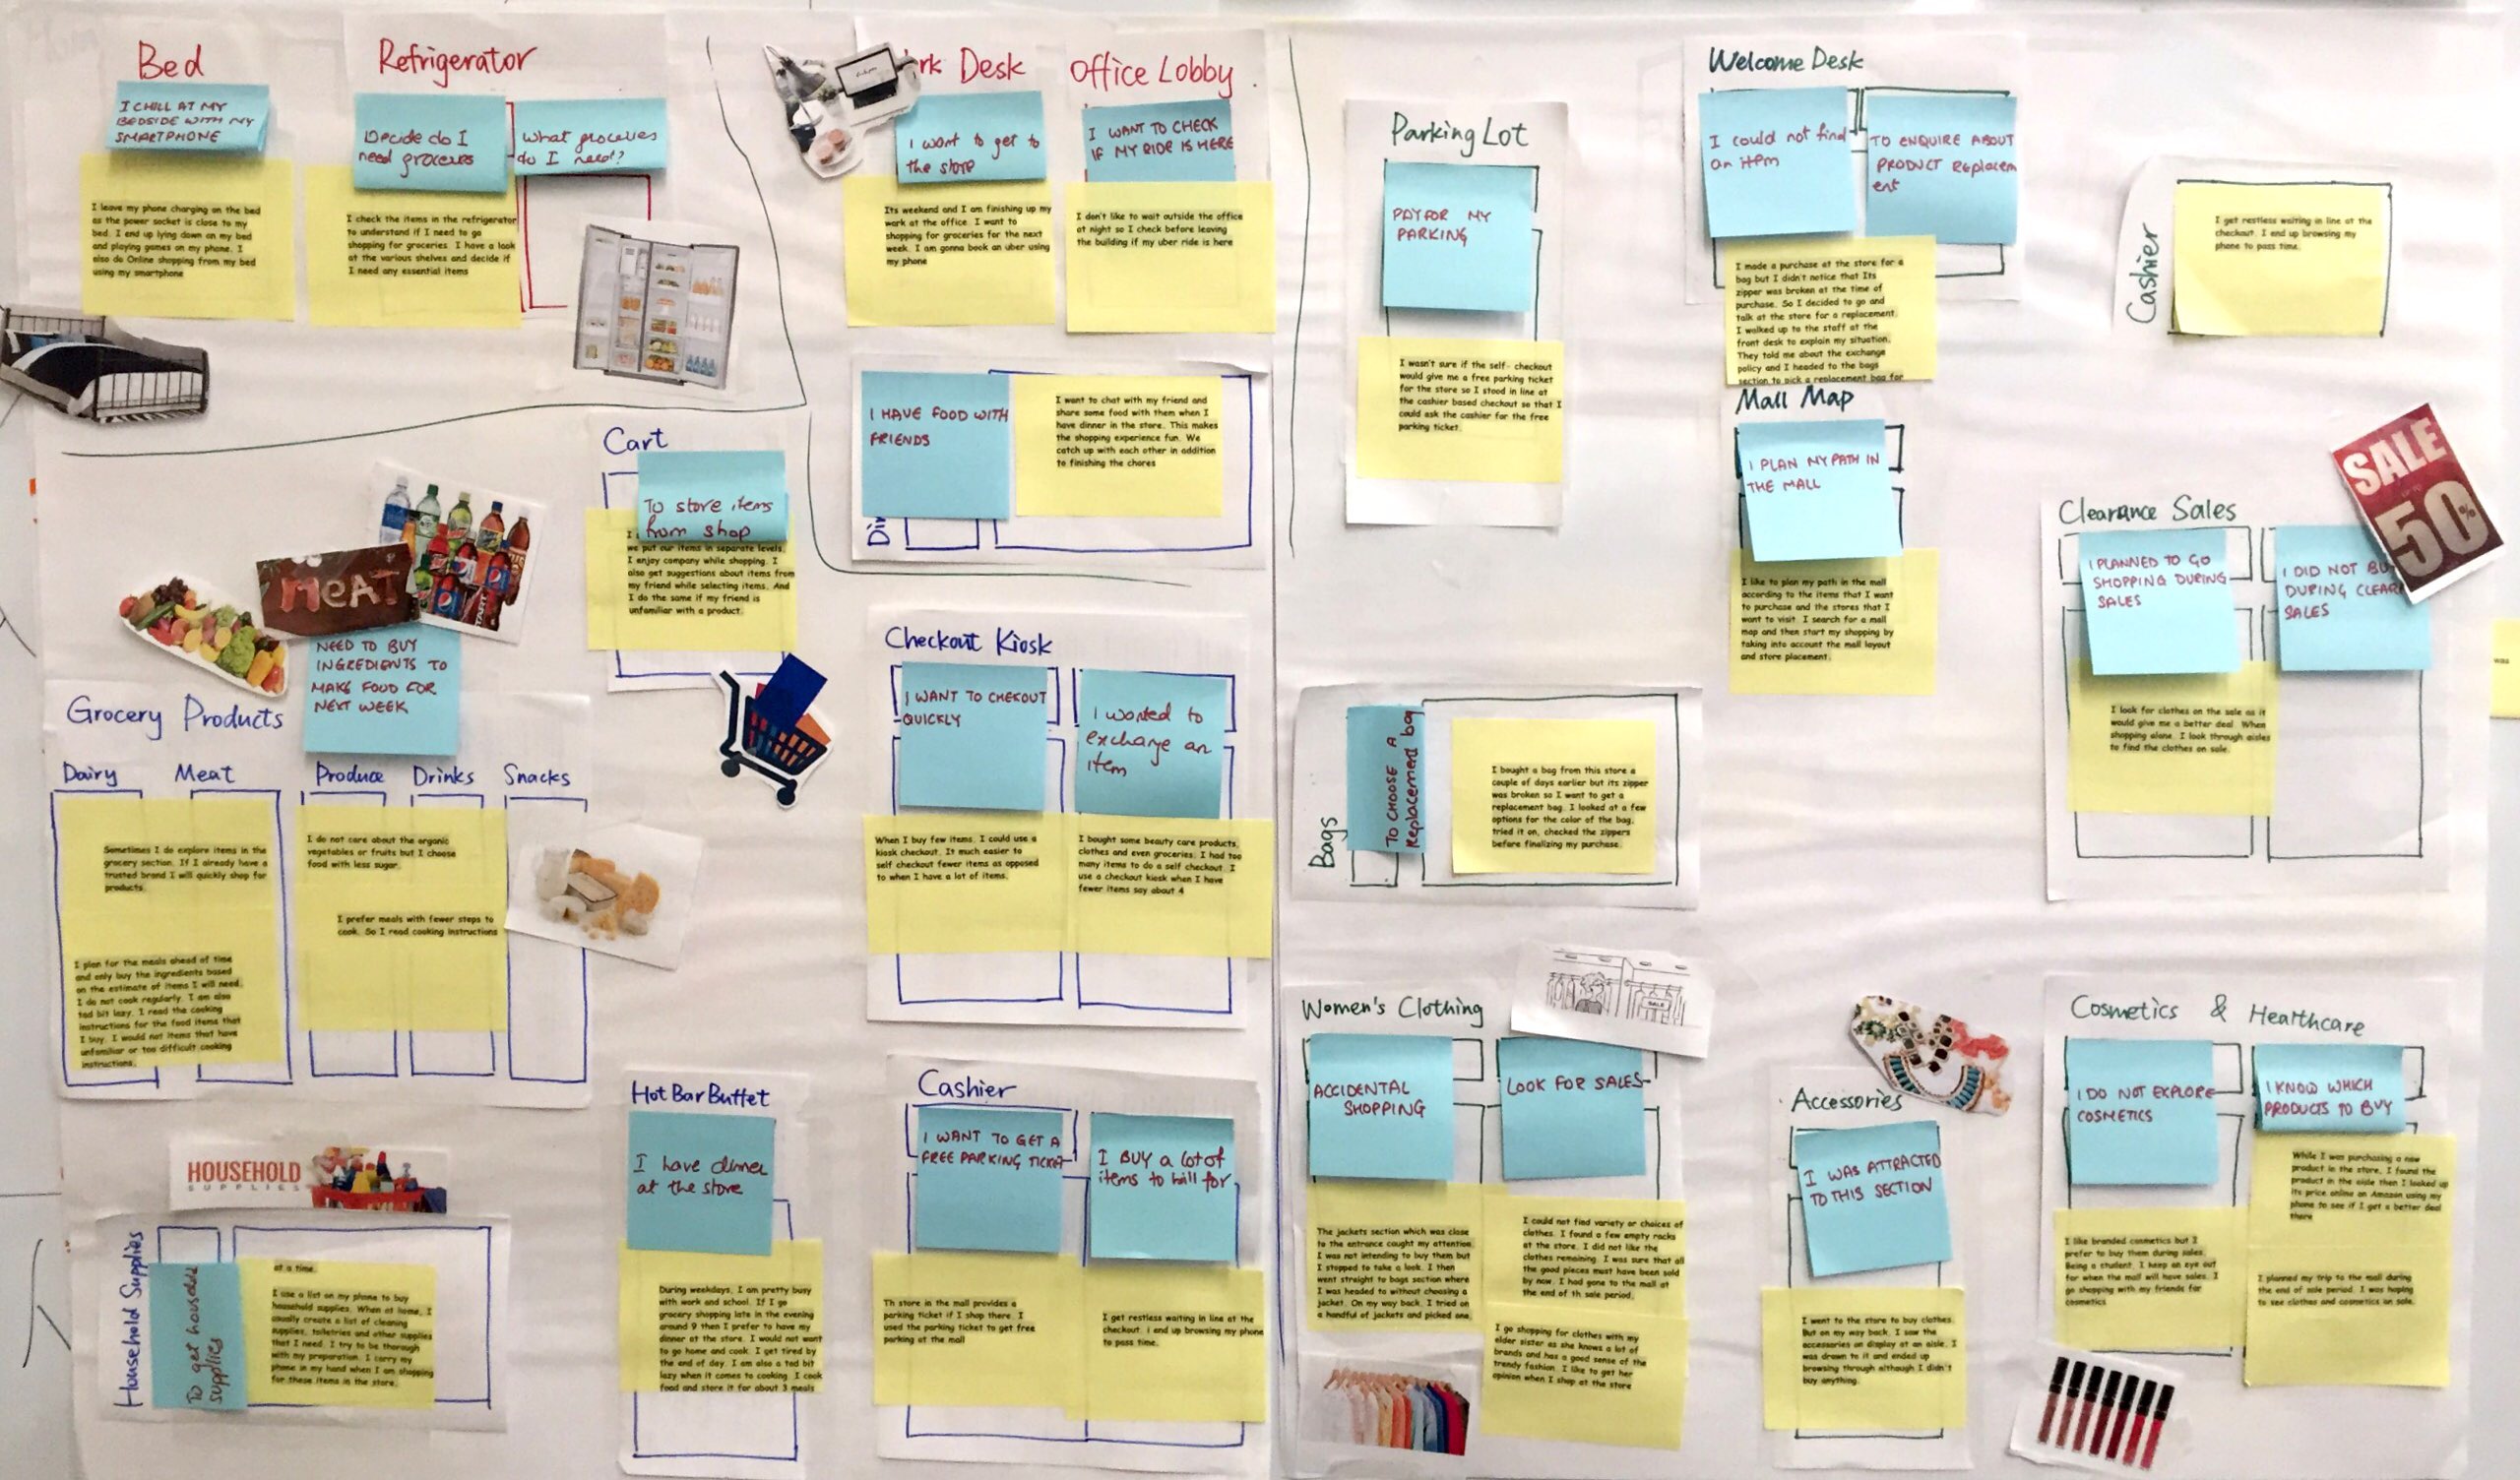 Bed
I CHILL AT MY
BEDSIDE WITH MY
SMARTPHONE
I leave my phone charging on the bed
as the power socket is close to my
bed. I end up lying down on my bed
and playing games on my phone. I
also do Online shopping from my bed
using my smartphone
Refrigerator
Decide do I
need groceries
What groceries
do I need?
I check the items in the refrigerator
to understand if I need to go
shopping for groceries. I have a look
at the various shelves and decide if
I need any essential items
rk Desk
I want to get to
the store
Its weekend and I am finishing up my
work at the office. I want to
shopping for groceries for the next
week. I am gonna book an uber using
my phone
Office Lobby
I WANT TO CHECK
IF MY RIDE IS HERE
I don't like to wait outside the office
at night so I check before leaving
the building if my uber ride is here
I HAVE FOOD WITH
FRIENDS
I want to chat with my friend and
share some food with them when I
have dinner in the store. This makes
the shopping experience fun. We
catch up with each other in addition
to finishing the chores
Cart
To store items
from shop
we put our items in separate levels.
I enjoy company while shopping. I
also get suggestions about items from
my friend while selecting items. And
I do the same if my friend is
unfamiliar with a product.
MEAT
NEED TO BUY
INGREDIENTS TO
MAKE FOOD FOR
NEXT WEEK
Grocery Products
Dairy Meat Produce Drinks Snacks
Sometimes I do explore items in the
grocery section. If I already have a
trusted brand I will quickly shop for
products.
I plan for the meals ahead of time
and only buy the ingredients based
on the estimate of items I will need.
I do not cook regularly. I am also
tad bit lazy. I read the cooking
instructions for the food items that
I buy. I would not items that have
unfamiliar or too difficult cooking
instructions.
I do not care about the organic
vegetables or fruits but I choose
food with less sugar.
I prefer meals with fewer steps to
cook. So I read cooking instructions
Checkout Kiosk
I WANT TO CHEKOUT
QUICKLY
I wanted to
exchange an
item
When I buy few items, I could use a
kiosk checkout. It much easier to
self checkout fewer items as opposed
to when I have a lot of items.
I bought some beauty care products,
clothes and even groceries. I had too
many items to do a self checkout. I
use a checkout kiosk when I have
fewer items say about 4
HOUSEHOLD
SUPPLIES
Household Supplies
To get household
supplies
at a time.
I use a list on my phone to buy
household supplies. When at home, I
usually create a list of cleaning
supplies, toiletries and other supplies
that I need. I try to be thorough
with my preparation. I carry my
phone in my hand when I am shopping
for these items in the store.
Hot Bar Buffet
I have dinner
at the store
During weekdays, I am pretty busy
with work and school. If I go
grocery shopping late in the evening
around 9 then I prefer to have my
dinner at the store. I would not want
to go home and cook. I get tired by
the end of day. I am also a tad bit
lazy when it comes to cooking. I cook
food and store it for about 3 meals
Cashier
I WANT TO GET A
FREE PARKING TICKET
I BUY a lot of
items to bill for
Th store in the mall provides a
parking ticket if I shop there. I
used the parking ticket to get free
parking at the mall
I get restless waiting in line at the
checkout. I end up browsing my phone
to pass time.
Parking Lot
PAY FOR MY
PARKING
I wasn't sure if the self- checkout
would give me a free parking ticket
for the store so I stood in line at
the cashier based checkout so that I
could ask the cashier for the free
parking ticket.
Welcome Desk
I could not find
an item
TO ENQUIRE ABOUT
PRODUCT Replacem
ent
I made a purchase at the store for a
bag but I didn't notice that Its
zipper was broken at the time of
purchase. So I decided to go and
talk at the store for a replacement.
I walked up to the staff at the
front desk to explain my situation.
They told me about the exchange
policy and I headed to the bags
section to pick a replacement bag for
Mall Map
I PLAN MY PATH IN
THE MALL
I like to plan my path in the mall
according to the items that I want
to purchase and the stores that I
want to visit. I search for a mall
map and then start my shopping by
taking into account the mall layout
and store placement.
Cashier
I get restless waiting in line at the
checkout. I end up browsing my
phone to pass time.
SALE
50%
Clearance Sales
I PLANNED TO GO
SHOPPING DURING
SALES
I DID NOT BU
DURING CLEAR
SALES
I look for clothes on the sale as it
would give me a better deal. When
shopping alone, I look through aisles
to find the clothes on sale.
was
Bags
TO CHOOSE A
Replacement bag
I bought a bag from this store a
couple of days earlier but its zipper
was broken so I want to get a
replacement bag. I looked at a few
options for the color of the bag,
tried it on, checked the zippers
before finalizing my purchase.
Women's Clothing
SALE
ACCIDENTAL
SHOPPING
LOOK FOR SALES
The jackets section which was close
to the entrance caught my attention.
I was not intending to buy them but
I stopped to take a look. I then
went straight to bags section where
I was headed to without choosing a
jacket. On my way back, I tried on
a handful of jackets and picked one.
I could not find variety or choices of
clothes. I found a few empty racks
at the store. I did not like the
clothes remaining. I was sure that all
the good pieces must have been sold
by now. I had gone to the mall at
the end of th sale period.
I go shopping for clothes with my
elder sister as she knows a lot of
brands and has a good sense of the
trendy fashion. I like to get her
opinion when I shop at the store
Accessories
I WAS ATTRACTED
TO THIS SECTION
I went to the store to buy clothes.
But on my way back, I saw the
accessories on display at an aisle. I
was drawn to it and ended up
browsing through although I didn't
buy anything.
Cosmetics & Healthcare
I DO NOT EXPLORE
COSMETICS
I KNOW WHICH
PRODUCTS TO BUY
I like branded cosmetics but I
prefer to buy them during sales.
Being a student, I keep an eye out
for when the mall will have sales. I
go shopping with my friends for
cosmetics
While I was purchasing a new
product in the store, I found the
product in the aisle then I looked up
its price online on Amazon using my
phone to see if I get a better deal
there
I planned my trip to the mall during
the end of sale period. I was hoping
to see clothes and cosmetics on sale.